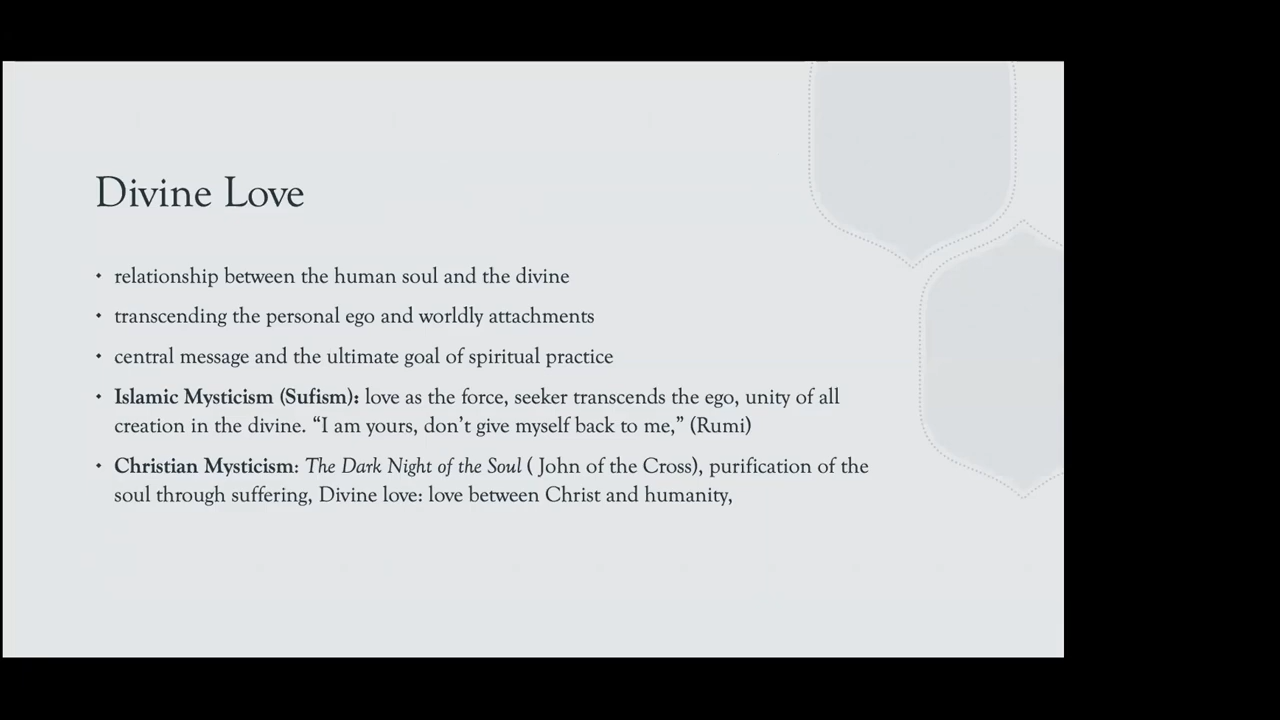 Divine Love
• relationship between the human soul and the divine
• transcending the personal ego and worldly attachments
• central message and the ultimate goal of spiritual practice
• Islamic Mysticism (Sufism): love as the force, seeker transcends the ego, unity of all
creation in the divine. “I am yours, don’t give myself back to me,” (Rumi)
• Christian Mysticism: The Dark Night of the Soul ( John of the Cross), purification of the
soul through suffering, Divine love: love between Christ and humanity,